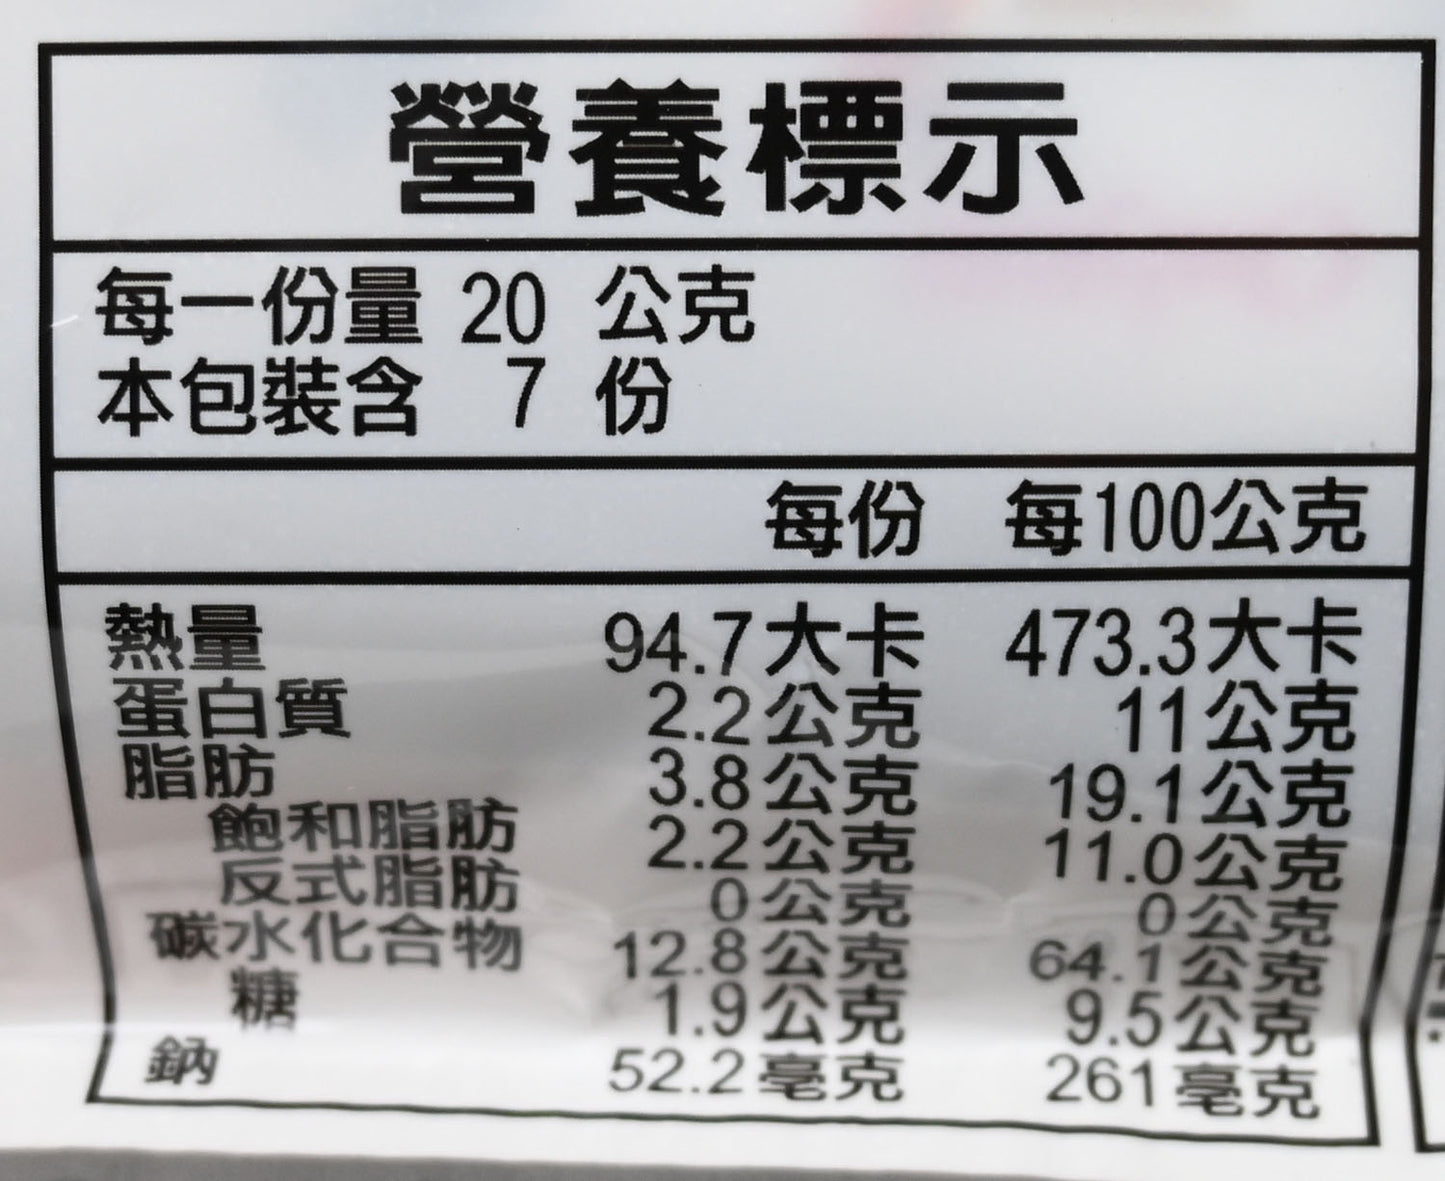 營養標示
每一份量 20 公克
本包裝含 7 份
每份 每100公克
熱量 94.7大卡 473.3大卡
蛋白質 2.2公克 11公克
脂肪 3.8公克 19.1公克
飽和脂肪 2.2公克 11.0公克
反式脂肪 0公克 0公克
碳水化合物 12.8公克 64.1公克
糖 1.9公克 9.5公克
鈉 52.2毫克 261毫克